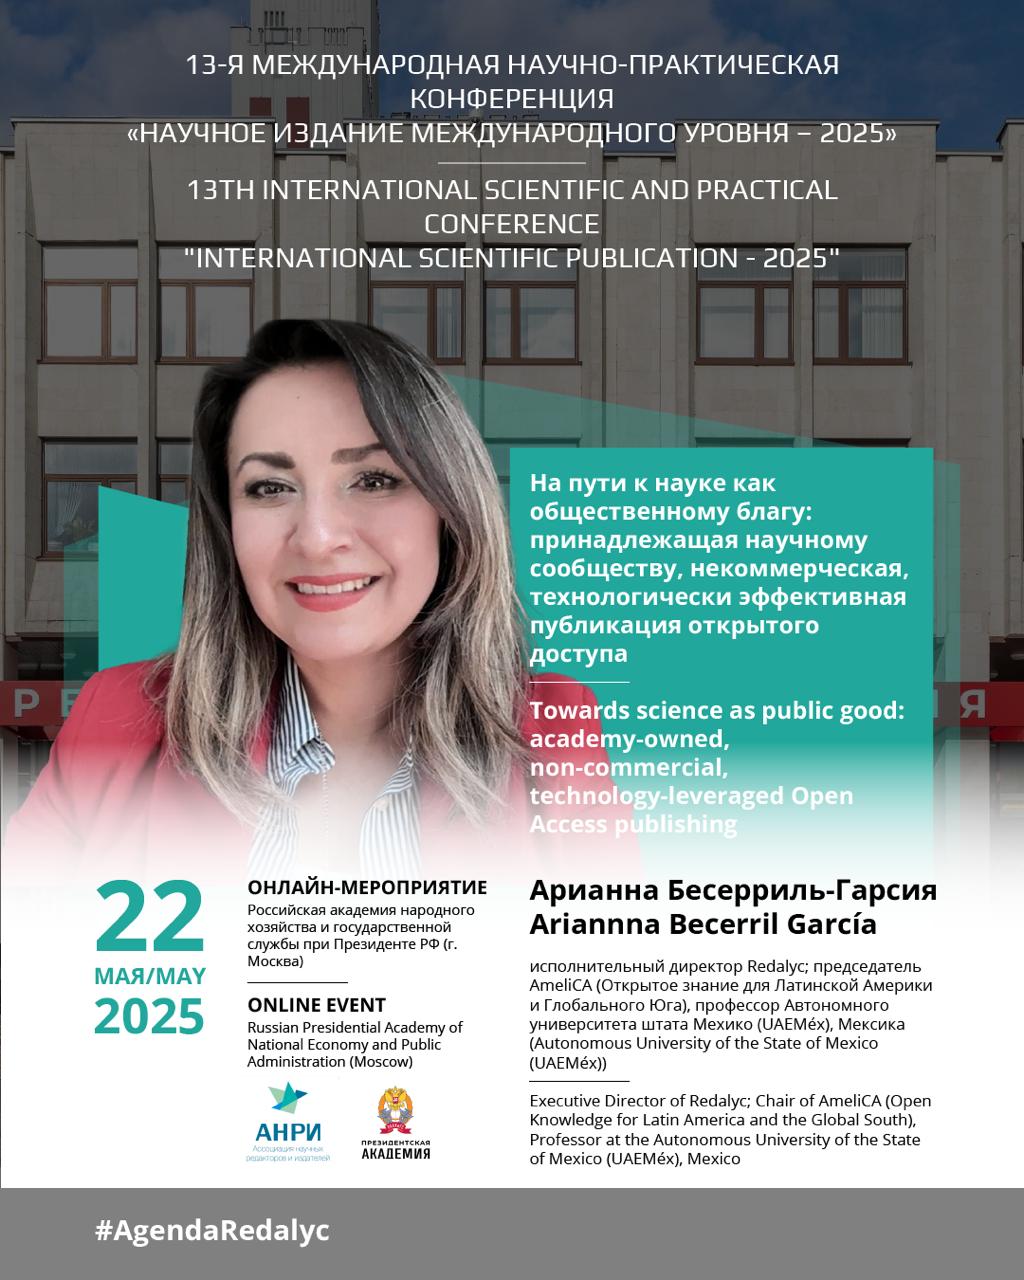 13-Я МЕЖДУНАРОДНАЯ НАУЧНО-ПРАКТИЧЕСКАЯ
КОНФЕРЕНЦИЯ
«НАУЧНОЕ ИЗДАНИЕ МЕЖДУНАРОДНОГО УРОВНЯ – 2025»
13TH INTERNATIONAL SCIENTIFIC AND PRACTICAL
CONFERENCE
"INTERNATIONAL SCIENTIFIC PUBLICATION - 2025"
На пути к науке как
общественному благу:
принадлежащая научному
сообществу, некоммерческая,
технологически эффективная
публикация открытого
доступа
Towards science as public good:
academy-owned,
non-commercial,
technology-leveraged Open
Access publishing
22
МАЯ/MAY
2025
ОНЛАЙН-МЕРОПРИЯТИЕ
Российская академия народного
хозяйства и государственной
службы при Президенте РФ (г.
Москва)
ONLINE EVENT
Russian Presidential Academy of
National Economy and Public
Administration (Moscow)
АНРИ
Ассоциация научных
редакторов и издателей
ПРЕЗИДЕНТСКАЯ
АКАДЕМИЯ
Арианна Бесерриль-Гарсия
Ariannna Becerril García
исполнительный директор Redalyc; председатель
AmeliCA (Открытое знание для Латинской Америки
и Глобального Юга), профессор Автономного
университета штата Мехико (UAEMéx), Мексика
(Autonomous University of the State of Mexico
(UAEMéx))
Executive Director of Redalyc; Chair of AmeliCA (Open
Knowledge for Latin America and the Global South),
Professor at the Autonomous University of the State
of Mexico (UAEMéx), Mexico
#AgendaRedalyc